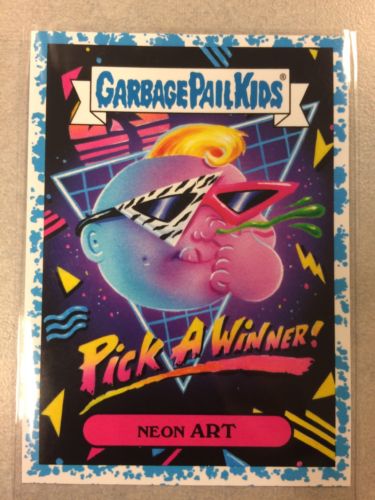 GARBAGE PAIL KIDS®
PICK A WINNER!
NEON ART